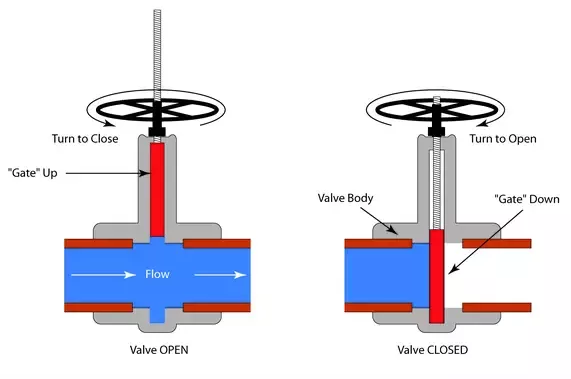 Turn to Close
"Gate" Up
Flow
Valve OPEN
Turn to Open
Valve Body
"Gate" Down
Valve CLOSED